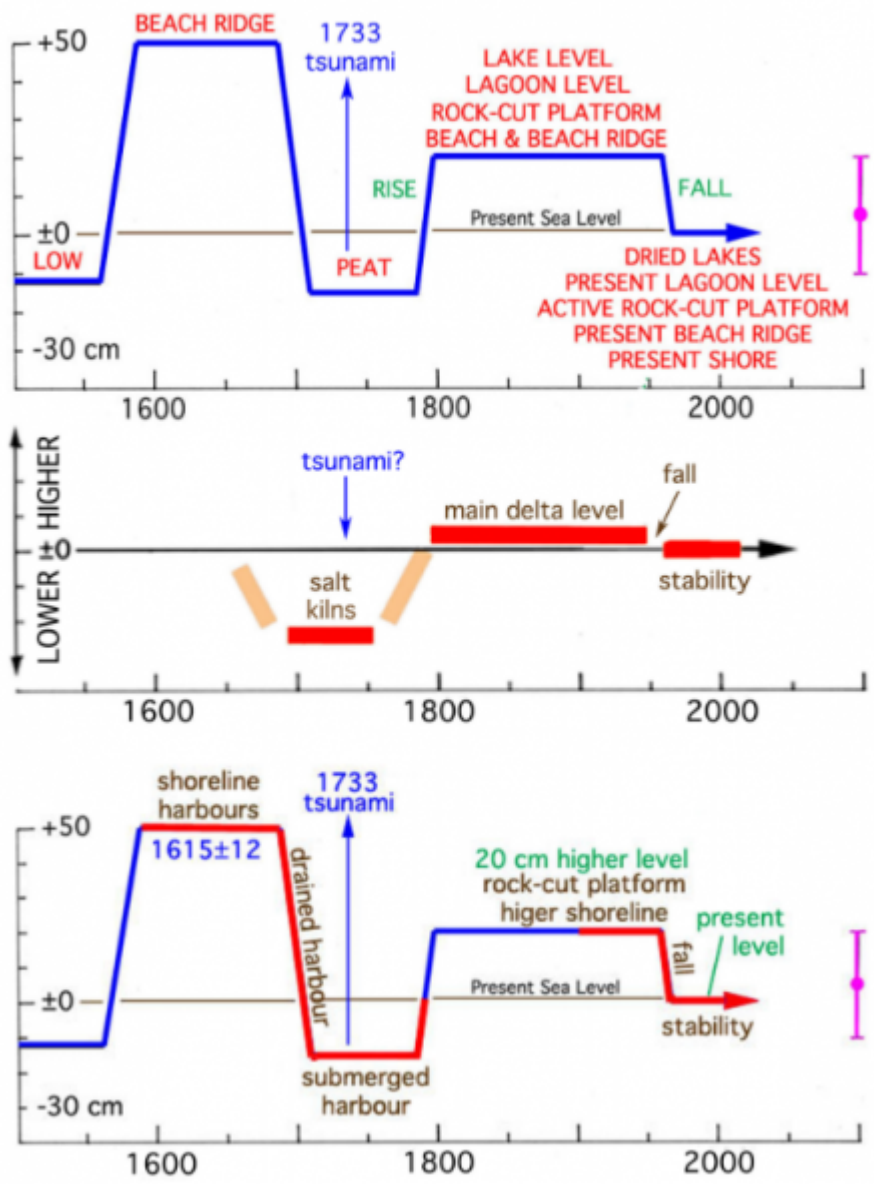 BEACH RIDGE
+50
1733
tsunami
LAKE LEVEL
LAGOON LEVEL
ROCK-CUT PLATFORM
BEACH & BEACH RIDGE
RISE
FALL
Present Sea Level
±0
LOW
PEAT
DRIED LAKES
PRESENT LAGOON LEVEL
ACTIVE ROCK-CUT PLATFORM
PRESENT BEACH RIDGE
PRESENT SHORE
-30 cm
1600 1800 2000
LOWER ±0 HIGHER
tsunami?
fall
main delta level
±0
salt
kilns
stability
1600 1800 2000
shoreline
harbours
+50
1615±12
1733
tsunami
drained harbour
20 cm higher level
rock-cut platform
higer shoreline
present
level
fall
Present Sea Level
±0
stability
submerged
harbour
-30 cm
1600 1800 2000